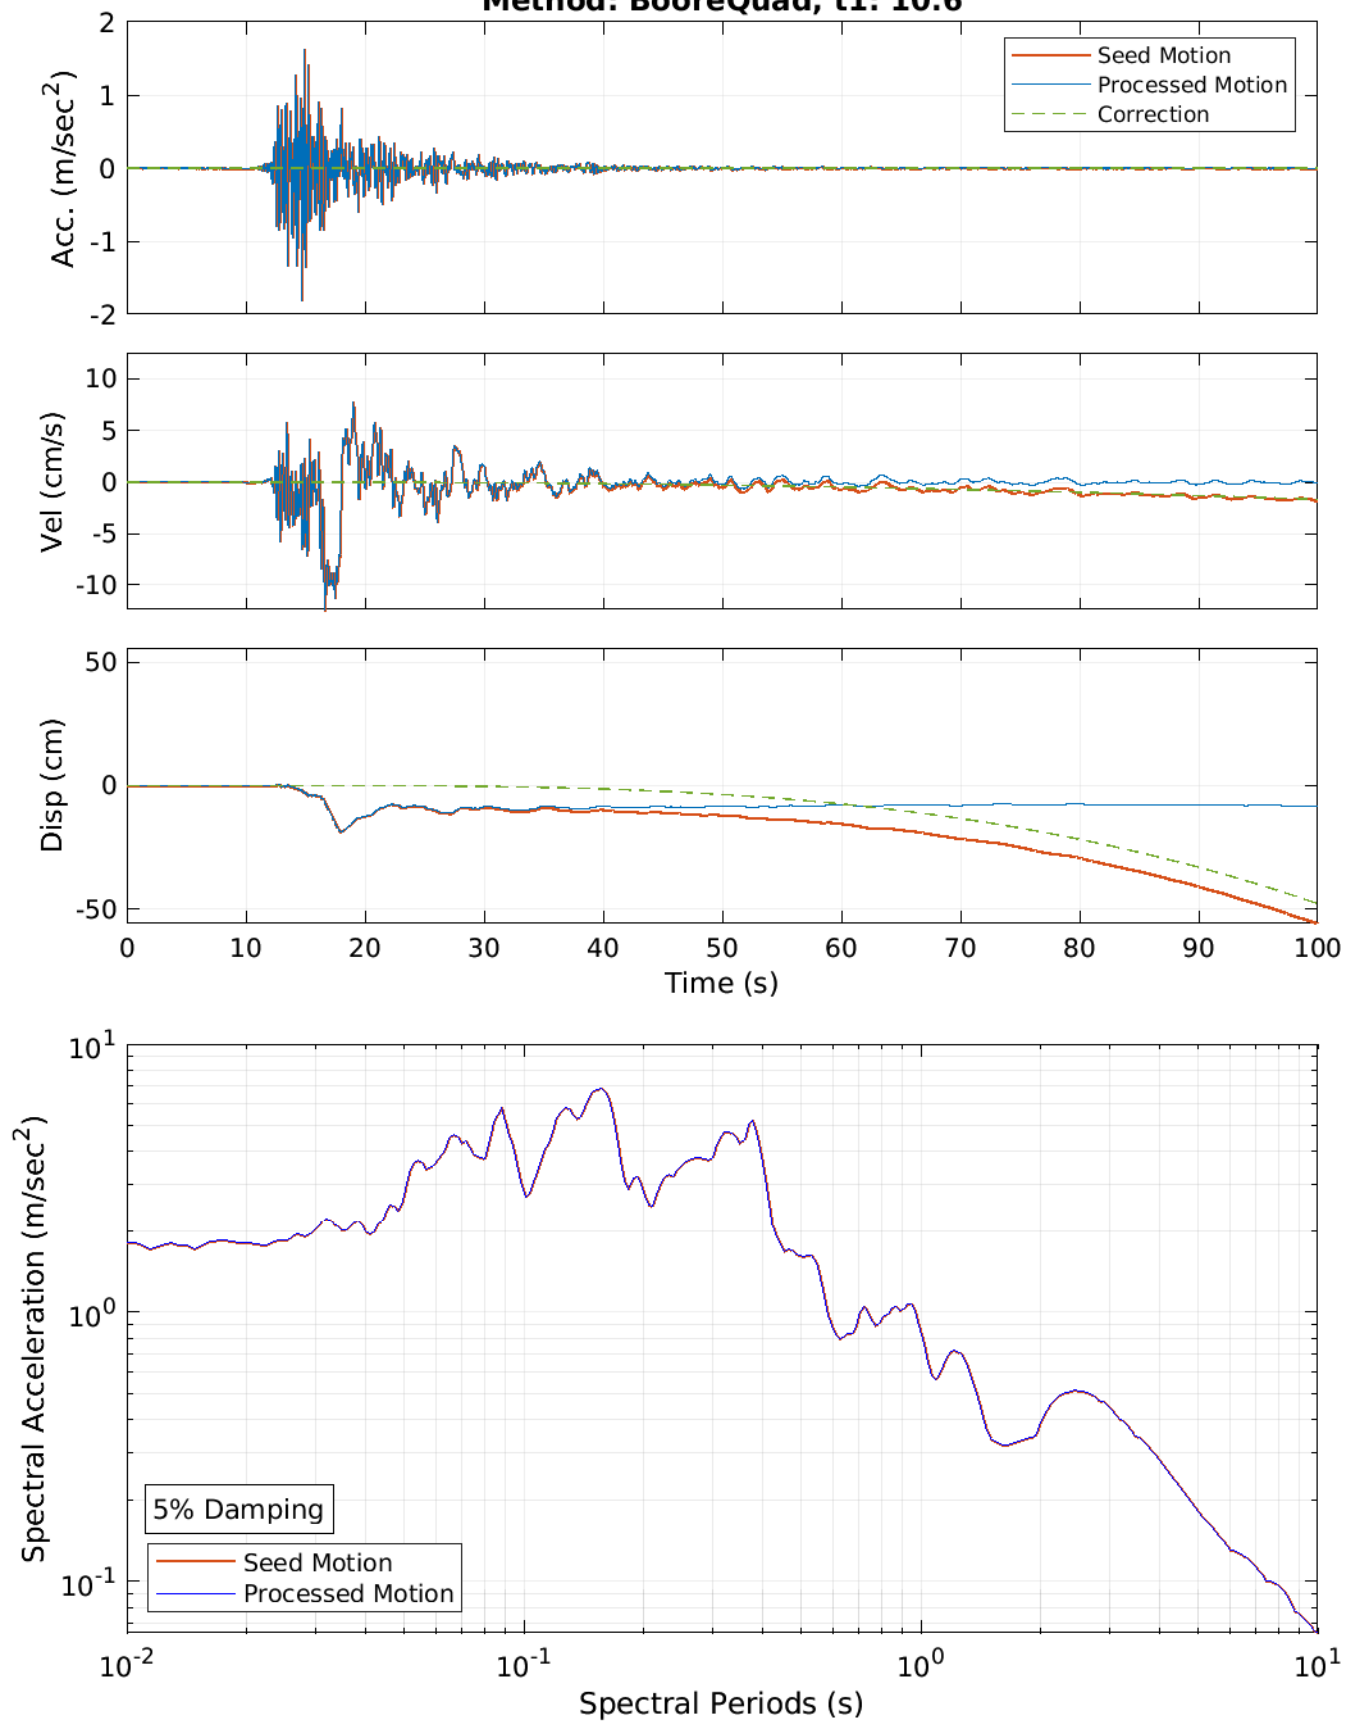 Method: BooreQuad, t1: 10.6
2
1
0
-1
-2
Acc. (m/sec²)
Seed Motion
Processed Motion
Correction
10
5
0
-5
-10
Vel (cm/s)
50
0
-50
Disp (cm)
0 10 20 30 40 50 60 70 80 90 100
Time (s)
10¹
10⁰
10⁻¹
Spectral Acceleration (m/sec²)
5% Damping
Seed Motion
Processed Motion
10⁻² 10⁻¹ 10⁰ 10¹
Spectral Periods (s)